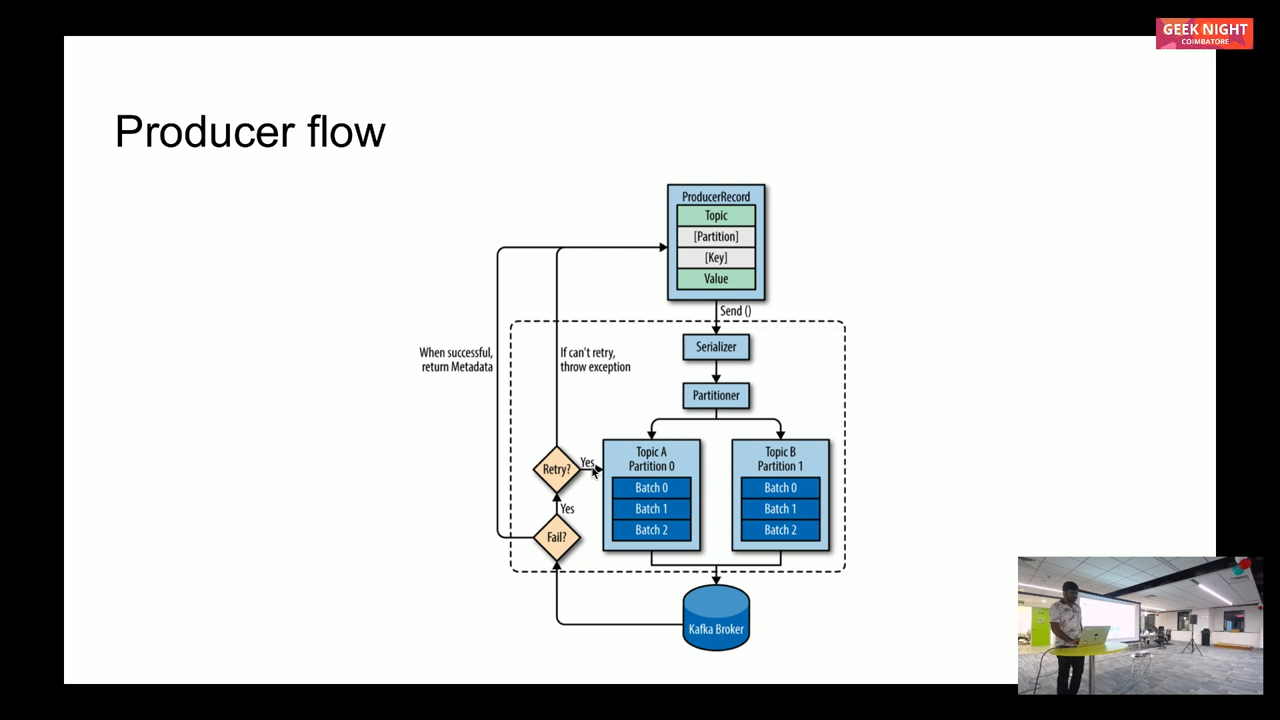 GEEK NIGHT
COIMBATORE
Producer flow
ProducerRecord
Topic
[Partition]
[Key]
Value
Send ()
Serializer
When successful,
return Metadata
If can't retry,
throw exception
Partitioner
Topic A
Partition 0
Batch 0
Batch 1
Batch 2
Topic B
Partition 1
Batch 0
Batch 1
Batch 2
Retry?
Yes
Yes
Fail?
Kafka Broker